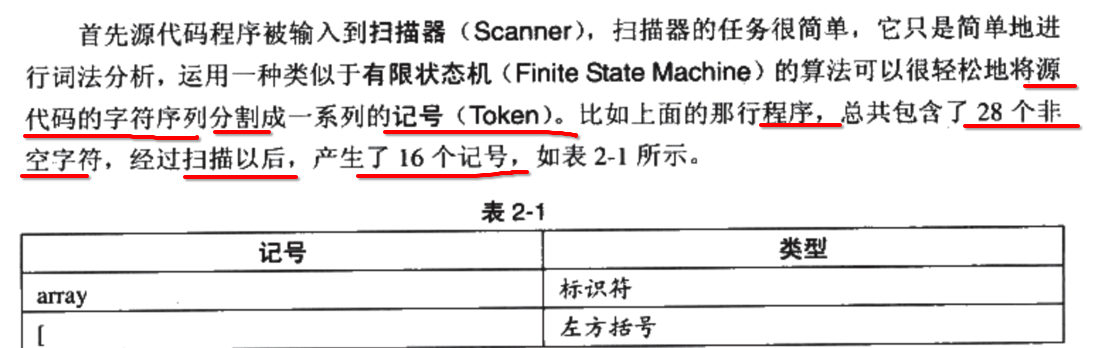 首先源代码程序被输入到扫描器（Scanner），扫描器的任务很简单，它只是简单地进
行词法分析，运用一种类似于有限状态机（Finite State Machine）的算法可以很轻松地将源
代码的字符序列分割成一系列的记号（Token）。比如上面的那行程序，总共包含了 28 个非
空字符，经过扫描以后，产生了 16 个记号，如表 2-1 所示。
表 2-1
记号 类型
array 标识符
[ 左方括号